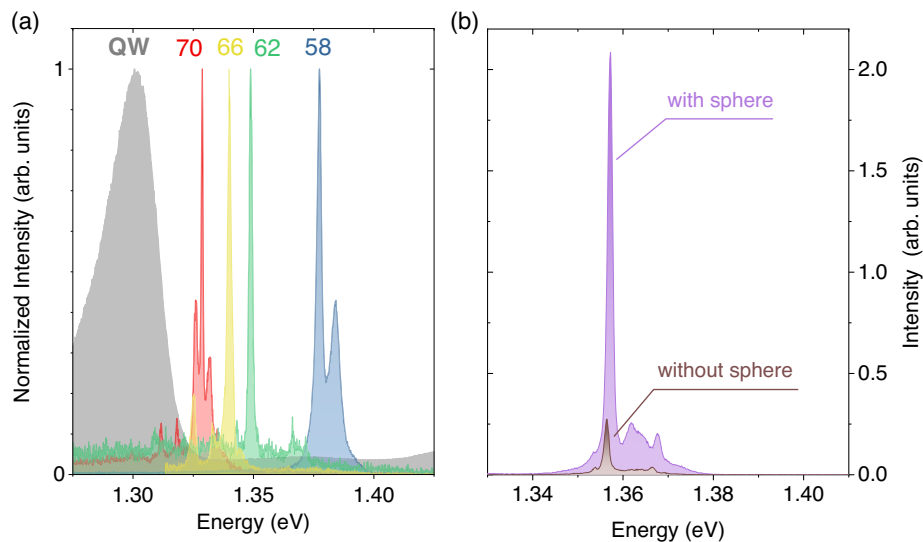 (a)
QW 70 66 62 58
1
0
Normalized Intensity (arb. units)
1.30 1.35 1.40
Energy (eV)
(b)
with sphere
without sphere
2.0
1.5
1.0
0.5
0.0
Intensity (arb. units)
1.34 1.36 1.38 1.40
Energy (eV)